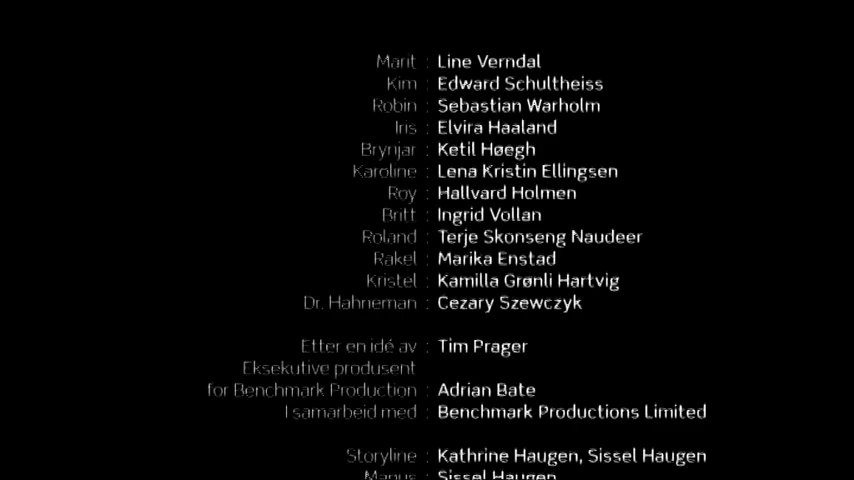 Marit : Line Verndal
Kim : Edward Schultheiss
Robin : Sebastian Warholm
Iris : Elvira Haaland
Brynjar : Ketil Høegh
Karoline : Lena Kristin Ellingsen
Roy : Hallvard Holmen
Britt : Ingrid Vollan
Roland : Terje Skonseng Naudeer
Rakel : Marika Enstad
Kristel : Kamilla Grønli Hartvig
Dr. Hahneman : Cezary Szewczyk
Etter en idé av : Tim Prager
Eksekutive produsent
for Benchmark Production : Adrian Bate
I samarbeid med : Benchmark Productions Limited
Storyline : Kathrine Haugen, Sissel Haugen
Manus : Sissel Haugen